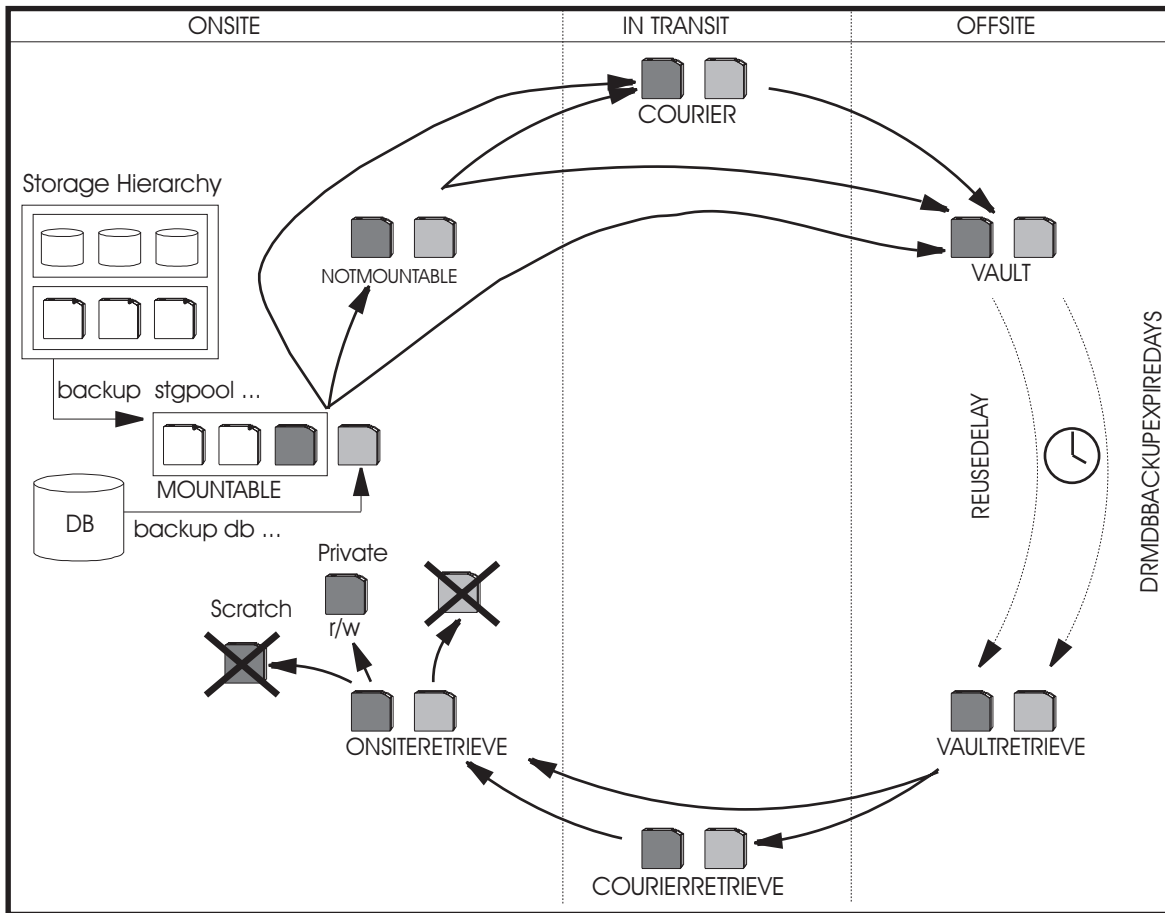 ONSITE
IN TRANSIT
OFFSITE
COURIER
Storage Hierarchy
NOTMOUNTABLE
VAULT
backup stgpool ...
MOUNTABLE
DB
backup db ...
REUSEDELAY
DRMDBBACKUPEXPIREDAYS
Private
r/w
Scratch
ONSITERETRIEVE
VAULTRETRIEVE
COURIERRETRIEVE